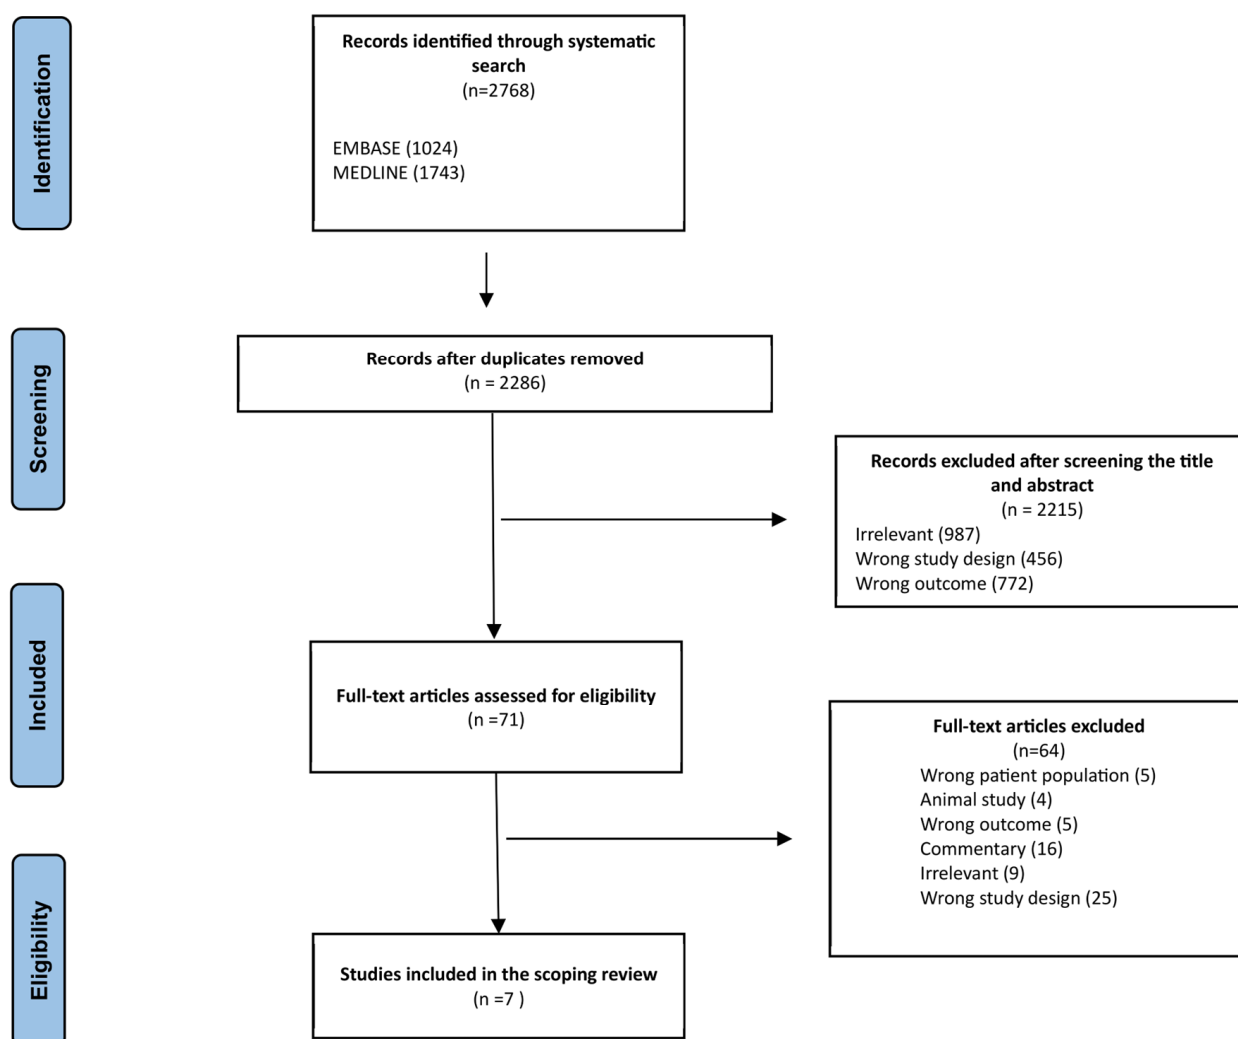 Identification
Records identified through systematic
search
(n=2768)
EMBASE (1024)
MEDLINE (1743)
Screening
Records after duplicates removed
(n = 2286)
Records excluded after screening the title
and abstract
(n = 2215)
Irrelevant (987)
Wrong study design (456)
Wrong outcome (772)
Included
Full-text articles assessed for eligibility
(n =71)
Full-text articles excluded
(n=64)
Wrong patient population (5)
Animal study (4)
Wrong outcome (5)
Commentary (16)
Irrelevant (9)
Wrong study design (25)
Eligibility
Studies included in the scoping review
(n =7 )